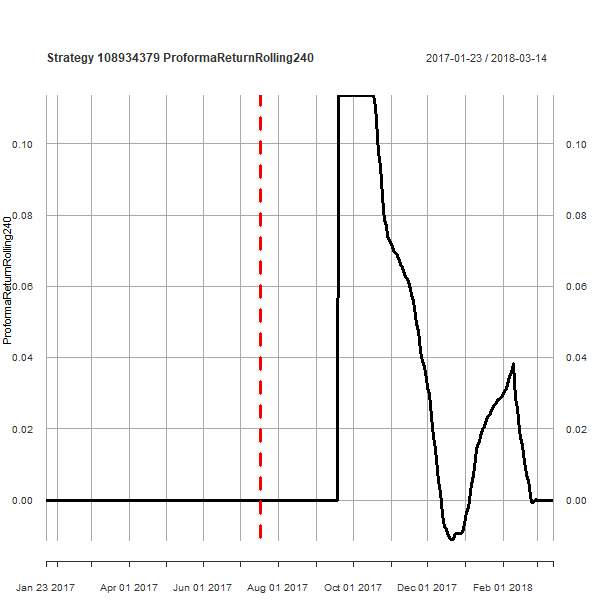 Strategy 108934379 ProformaReturnRolling240 2017-01-23 / 2018-03-14
ProformaReturnRolling240
0.10 0.10
0.08 0.08
0.06 0.06
0.04 0.04
0.02 0.02
0.00 0.00
Jan 23 2017 Apr 01 2017 Jun 01 2017 Aug 01 2017 Oct 01 2017 Dec 01 2017 Feb 01 2018